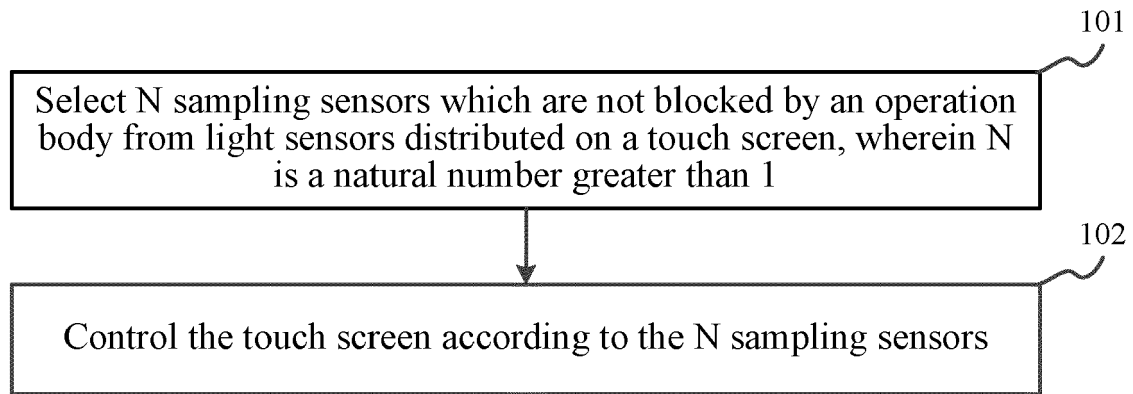 101
Select N sampling sensors which are not blocked by an operation
body from light sensors distributed on a touch screen, wherein N
is a natural number greater than 1
102
Control the touch screen according to the N sampling sensors